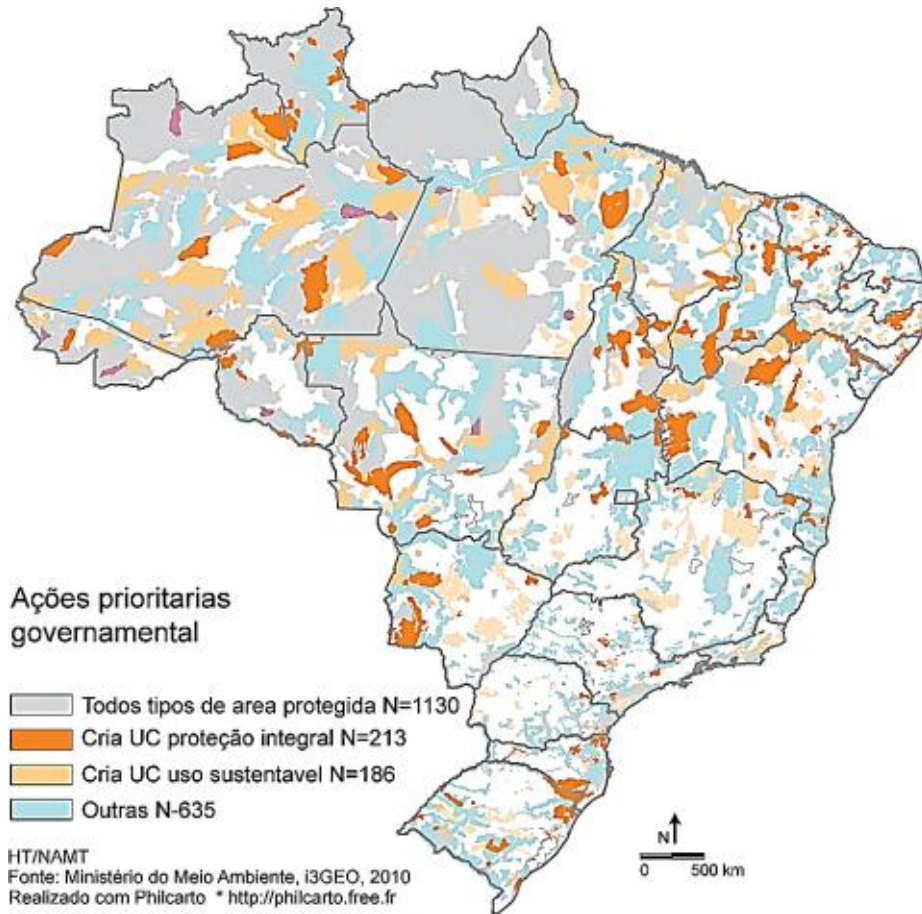 Ações prioritarias
governamental
Todos tipos de area protegida N=1130
Cria UC proteção integral N=213
Cria UC uso sustentavel N=186
Outras N-635
HT/NAMT
Fonte: Ministério do Meio Ambiente, i3GEO, 2010
Realizado com Philcarto * http://philcarto.free.fr
N
0 500 km